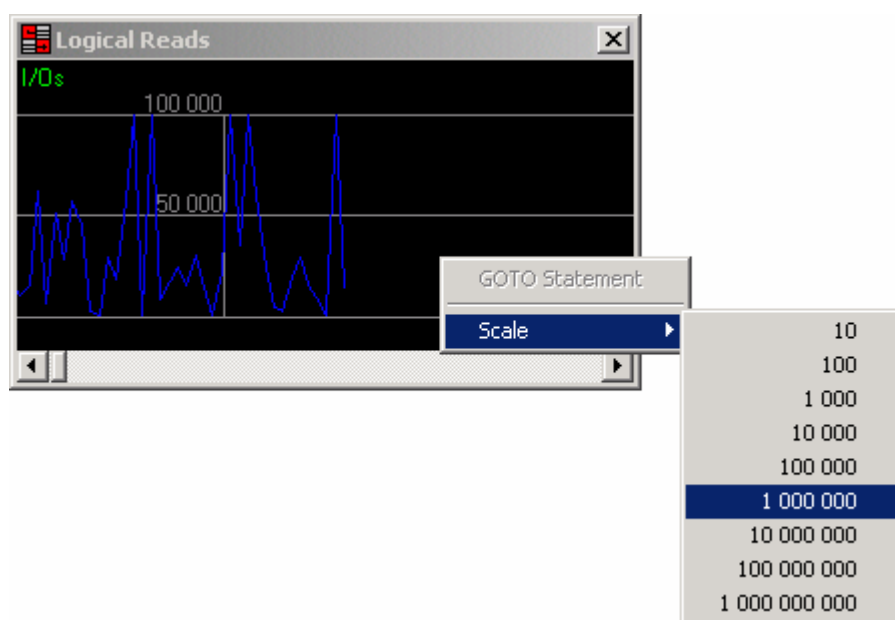 Logical Reads
I/Os
100 000
50 000
GOTO Statement
Scale
10
100
1 000
10 000
100 000
1 000 000
10 000 000
100 000 000
1 000 000 000